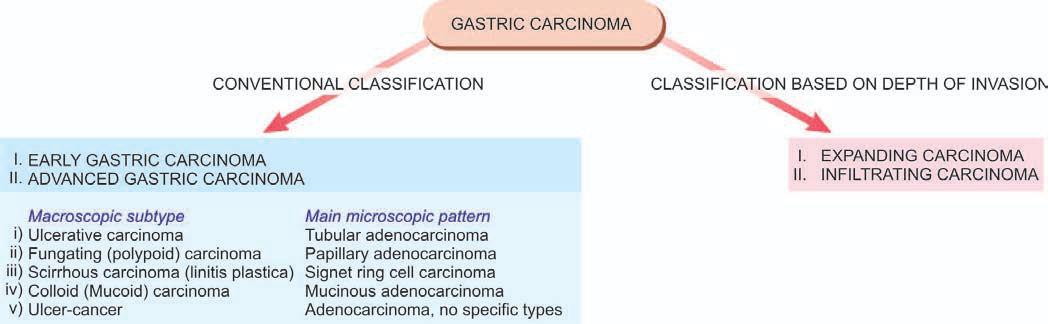 GASTRIC CARCINOMA
CONVENTIONAL CLASSIFICATION
CLASSIFICATION BASED ON DEPTH OF INVASION
I. EARLY GASTRIC CARCINOMA
II. ADVANCED GASTRIC CARCINOMA
Macroscopic subtype Main microscopic pattern
i) Ulcerative carcinoma Tubular adenocarcinoma
ii) Fungating (polypoid) carcinoma Papillary adenocarcinoma
iii) Scirrhous carcinoma (linitis plastica) Signet ring cell carcinoma
iv) Colloid (Mucoid) carcinoma Mucinous adenocarcinoma
v) Ulcer-cancer Adenocarcinoma, no specific types
I. EXPANDING CARCINOMA
II. INFILTRATING CARCINOMA